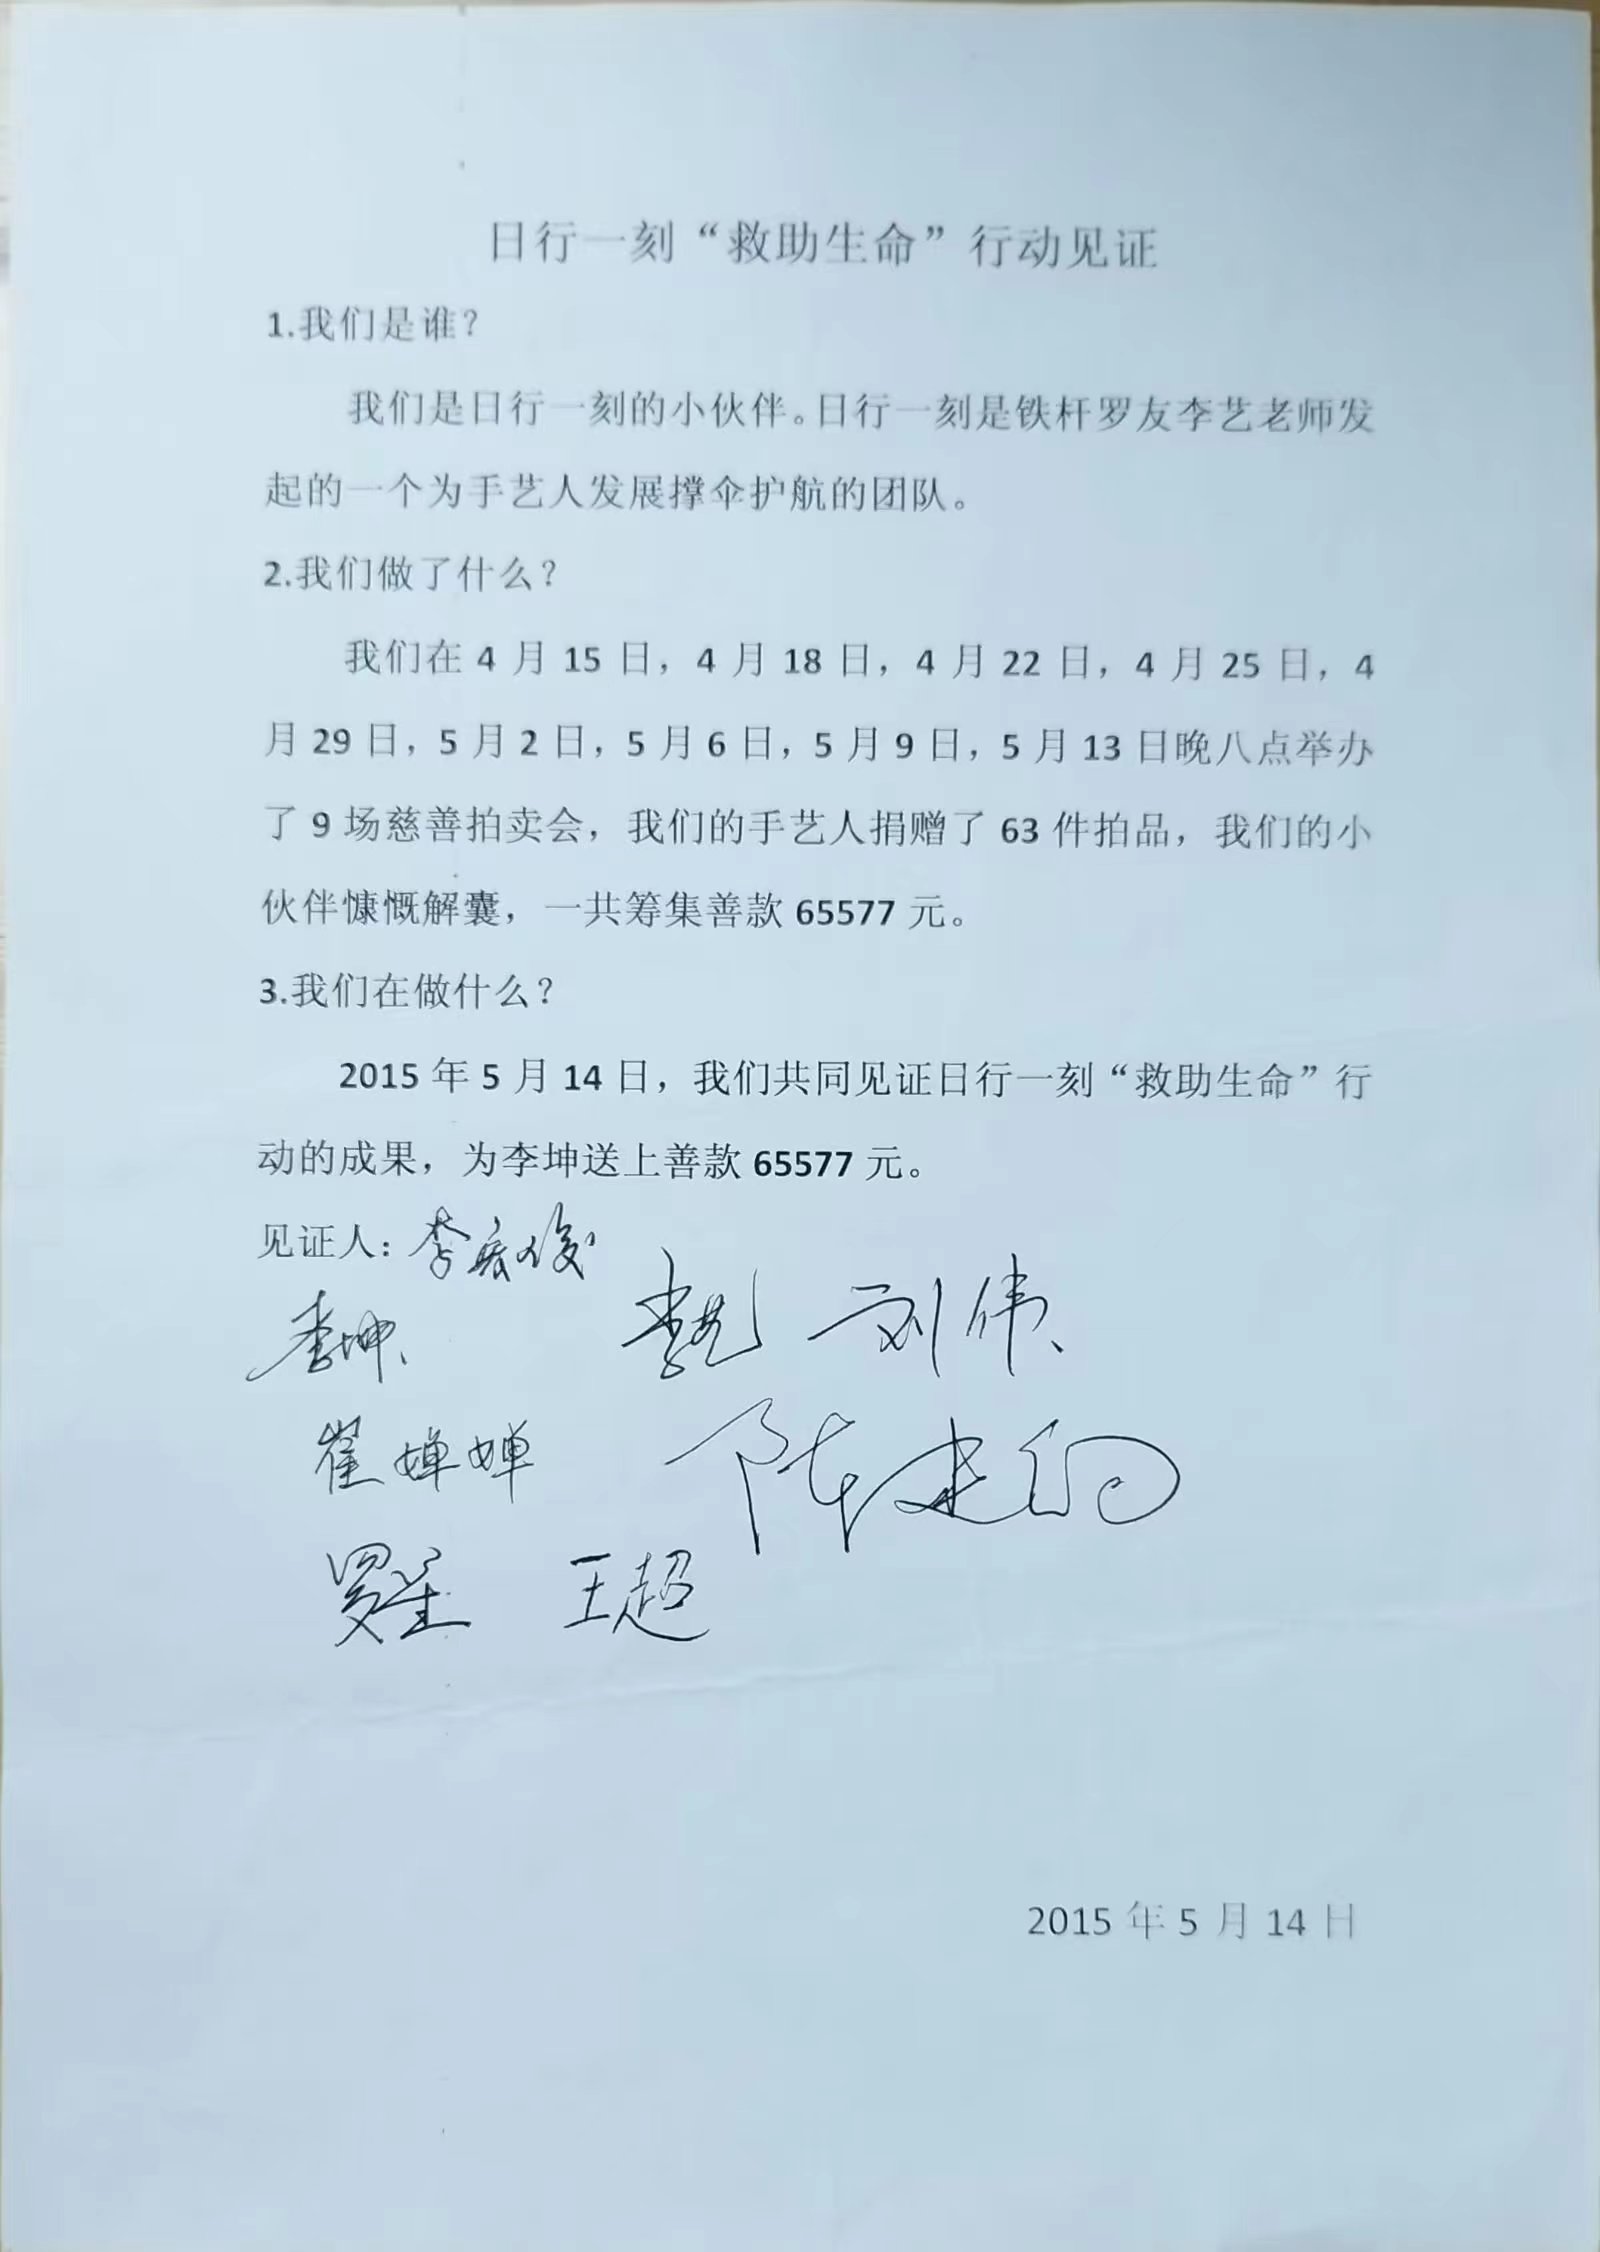 日行一刻“救助生命”行动见证
1.我们是谁？
我们是日行一刻的小伙伴。日行一刻是铁杆罗友李艺老师发
起的一个为手艺人发展撑伞护航的团队。
2.我们做了什么？
我们在 4 月 15 日，4 月 18 日，4 月 22 日，4 月 25 日，4
月 29 日，5 月 2 日，5 月 6 日，5 月 9 日，5 月 13 日晚八点举办
了 9 场慈善拍卖会，我们的手艺人捐赠了 63 件拍品，我们的小
伙伴慷慨解囊，一共筹集善款 65577 元。
3.我们在做什么？
2015 年 5 月 14 日，我们共同见证日行一刻“救助生命”行
动的成果，为李坤送上善款 65577 元。
见证人：李宏俊
李坤、 李艺 刘伟、
崔婵婵 陈建
罗星 王超
2015 年 5 月 14 日